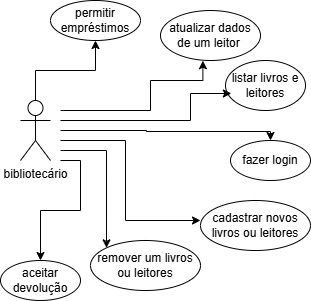 permitir
empréstimos
atualizar dados
de um leitor
listar livros e
leitores
fazer login
bibliotecário
cadastrar novos
livros ou leitores
remover um livros
ou leitores
aceitar
devolução